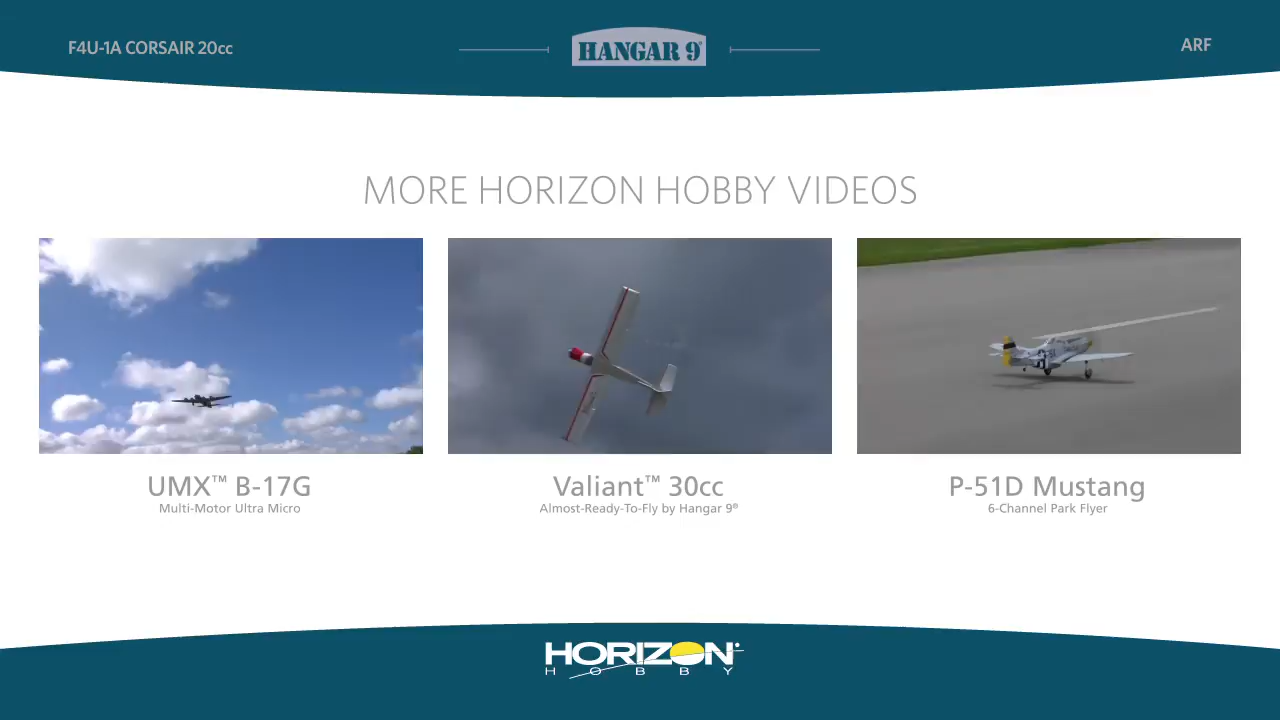 F4U-1A CORSAIR 20cc
HANGAR 9®
ARF
MORE HORIZON HOBBY VIDEOS
UMX™ B-17G
Multi-Motor Ultra Micro
Valiant™ 30cc
Almost-Ready-To-Fly by Hangar 9®
P-51D Mustang
6-Channel Park Flyer
HORIZON
HOBBY